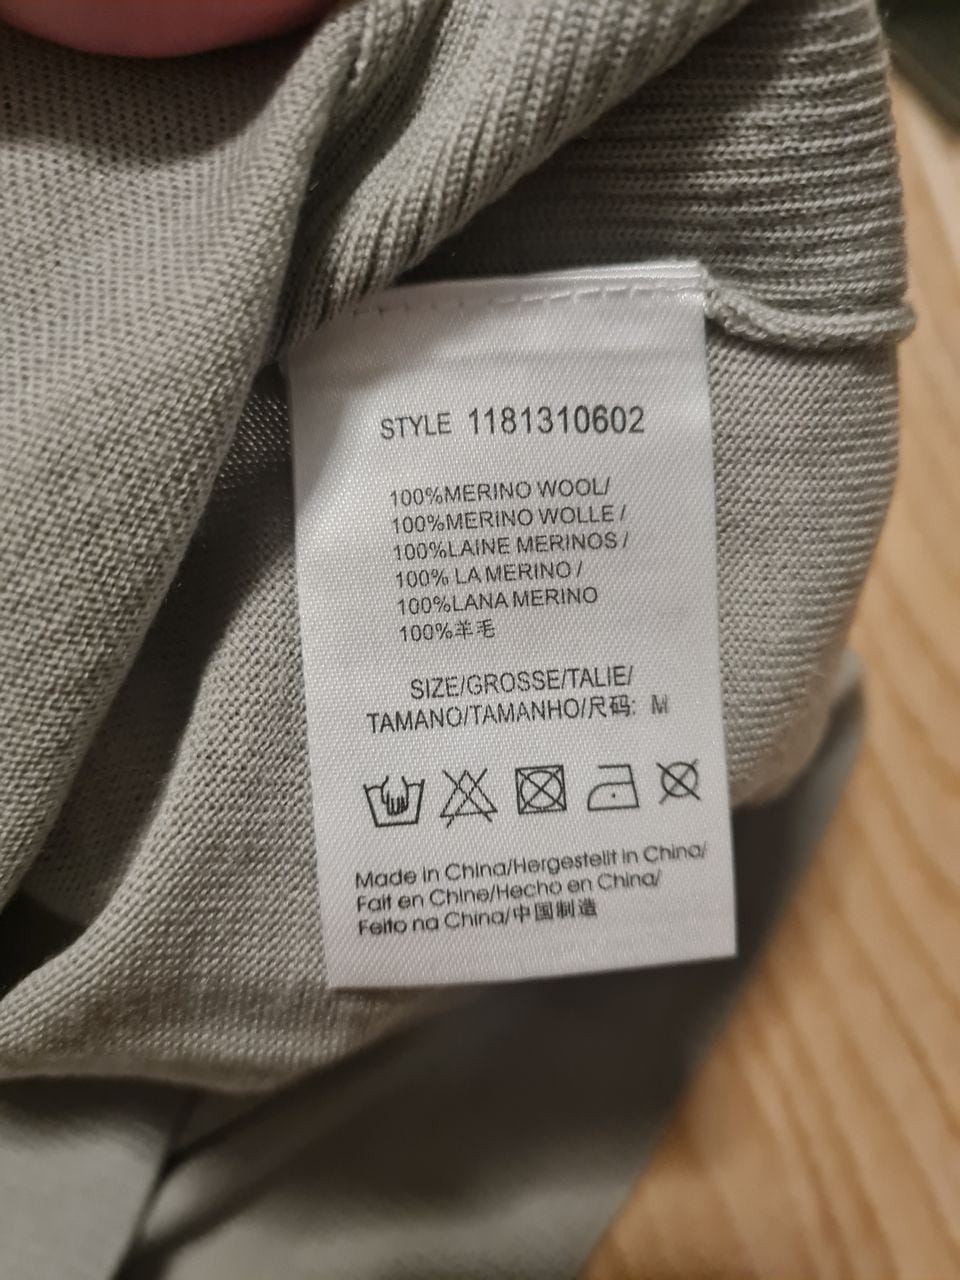 STYLE 1181310602
100%MERINO WOOL/
100%MERINO WOLLE /
100%LAINE MERINOS /
100% LA MERINO /
100%LANA MERINO
100%羊毛
SIZE/GROSSE/TALIE/
TAMANO/TAMANHO/尺码: M
Made in China/Hergestellt in China/
Fait en Chine/Hecho en China/
Feito na China/中国制造